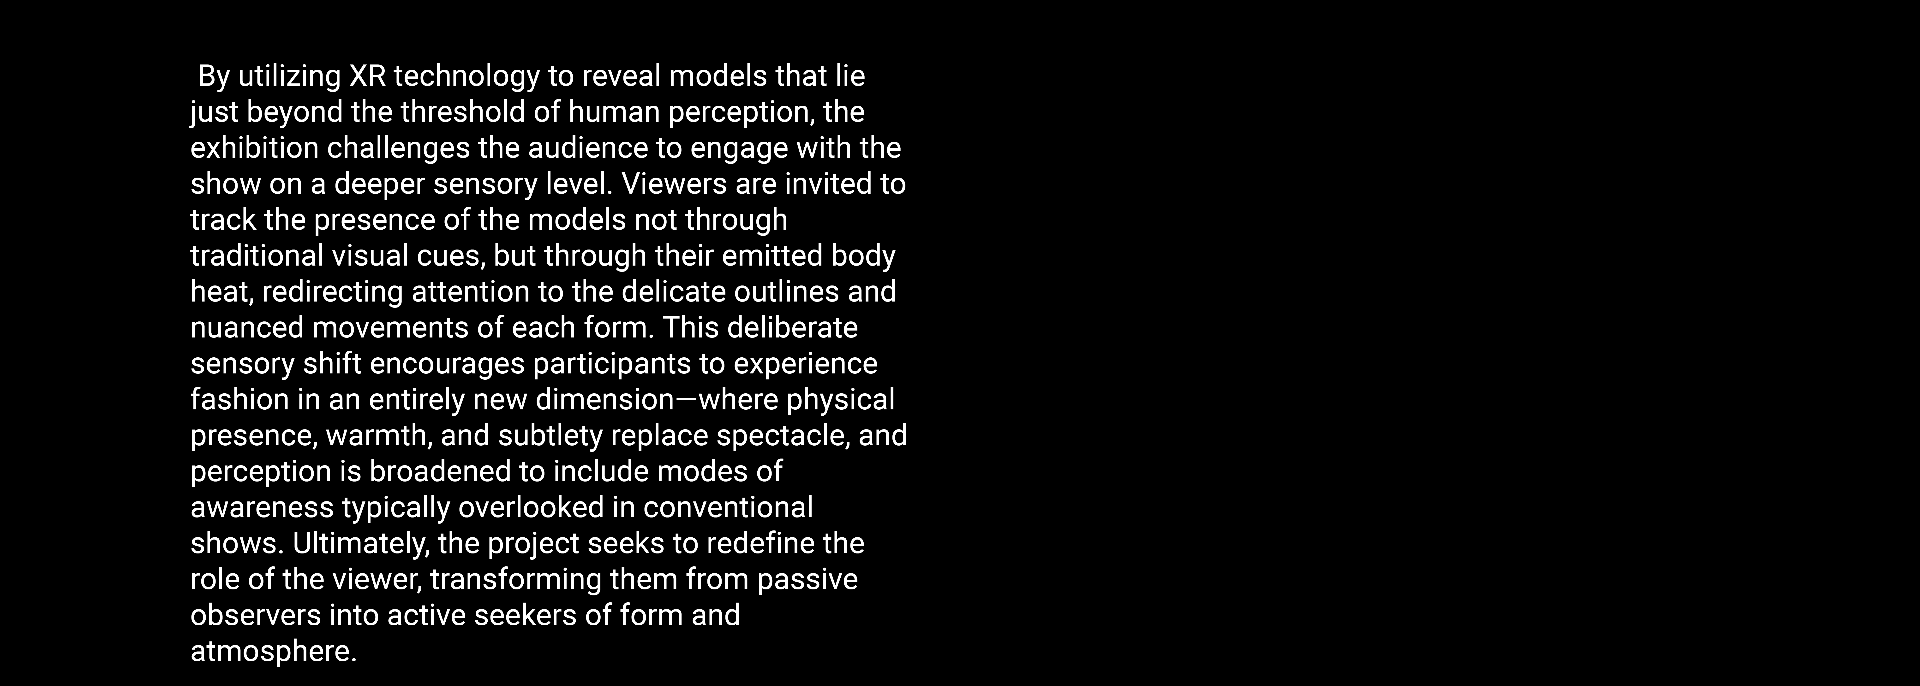 By utilizing XR technology to reveal models that lie
just beyond the threshold of human perception, the
exhibition challenges the audience to engage with the
show on a deeper sensory level. Viewers are invited to
track the presence of the models not through
traditional visual cues, but through their emitted body
heat, redirecting attention to the delicate outlines and
nuanced movements of each form. This deliberate
sensory shift encourages participants to experience
fashion in an entirely new dimension—where physical
presence, warmth, and subtlety replace spectacle, and
perception is broadened to include modes of
awareness typically overlooked in conventional
shows. Ultimately, the project seeks to redefine the
role of the viewer, transforming them from passive
observers into active seekers of form and
atmosphere.